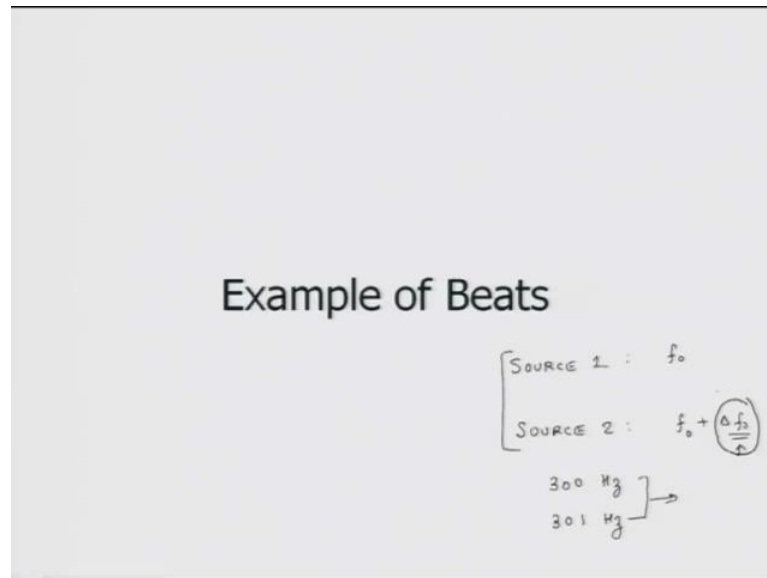 Example of Beats
SOURCE 1 : f₀
SOURCE 2 : f₀ + Δf₀
300 Hz
301 Hz